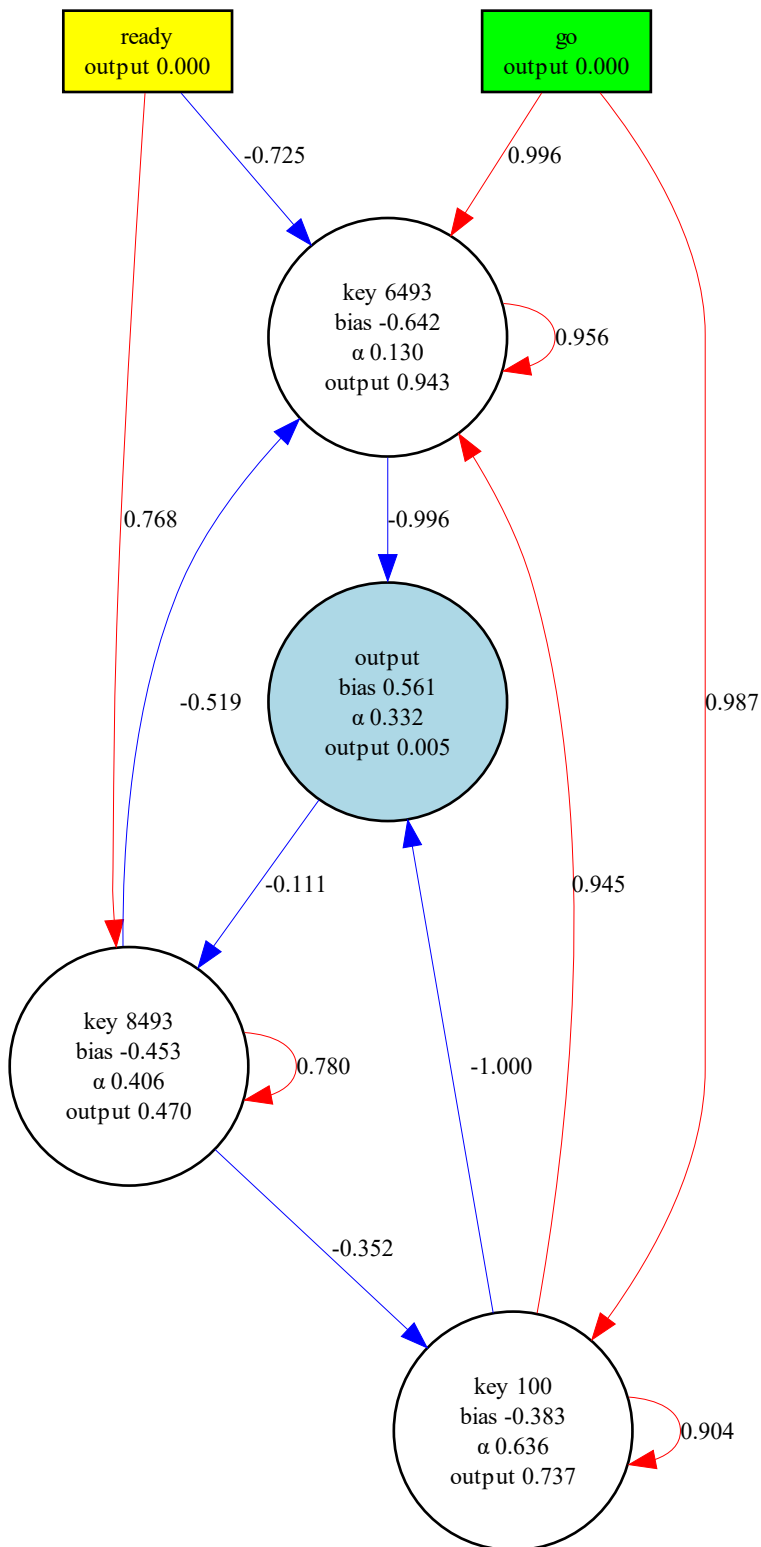 ready
output 0.000
go
output 0.000
-0.725
0.996
key 6493
bias -0.642
α 0.130
output 0.943
0.956
0.768
-0.996
-0.519
output
bias 0.561
α 0.332
output 0.005
0.987
-0.111
0.945
key 8493
bias -0.453
α 0.406
output 0.470
0.780
-1.000
-0.352
key 100
bias -0.383
α 0.636
output 0.737
0.904